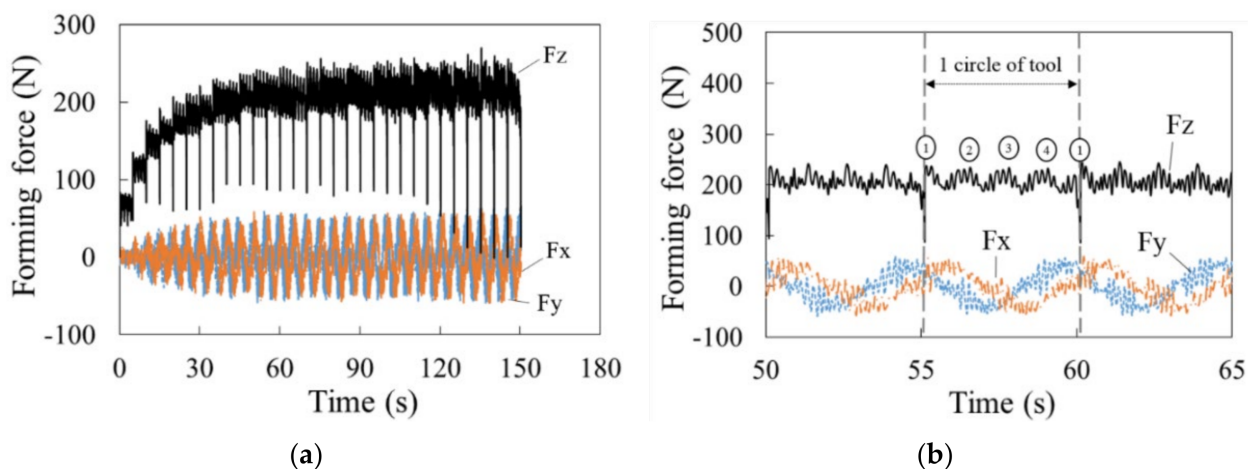 300
200
100
0
-100
Forming force (N)
Fz
Fx
Fy
0 30 60 90 120 150 180
Time (s)
(a)
500
400
300
200
100
0
-100
Forming force (N)
1 circle of tool
1 2 3 4 1
Fz
Fx
Fy
50 55 60 65
Time (s)
(b)